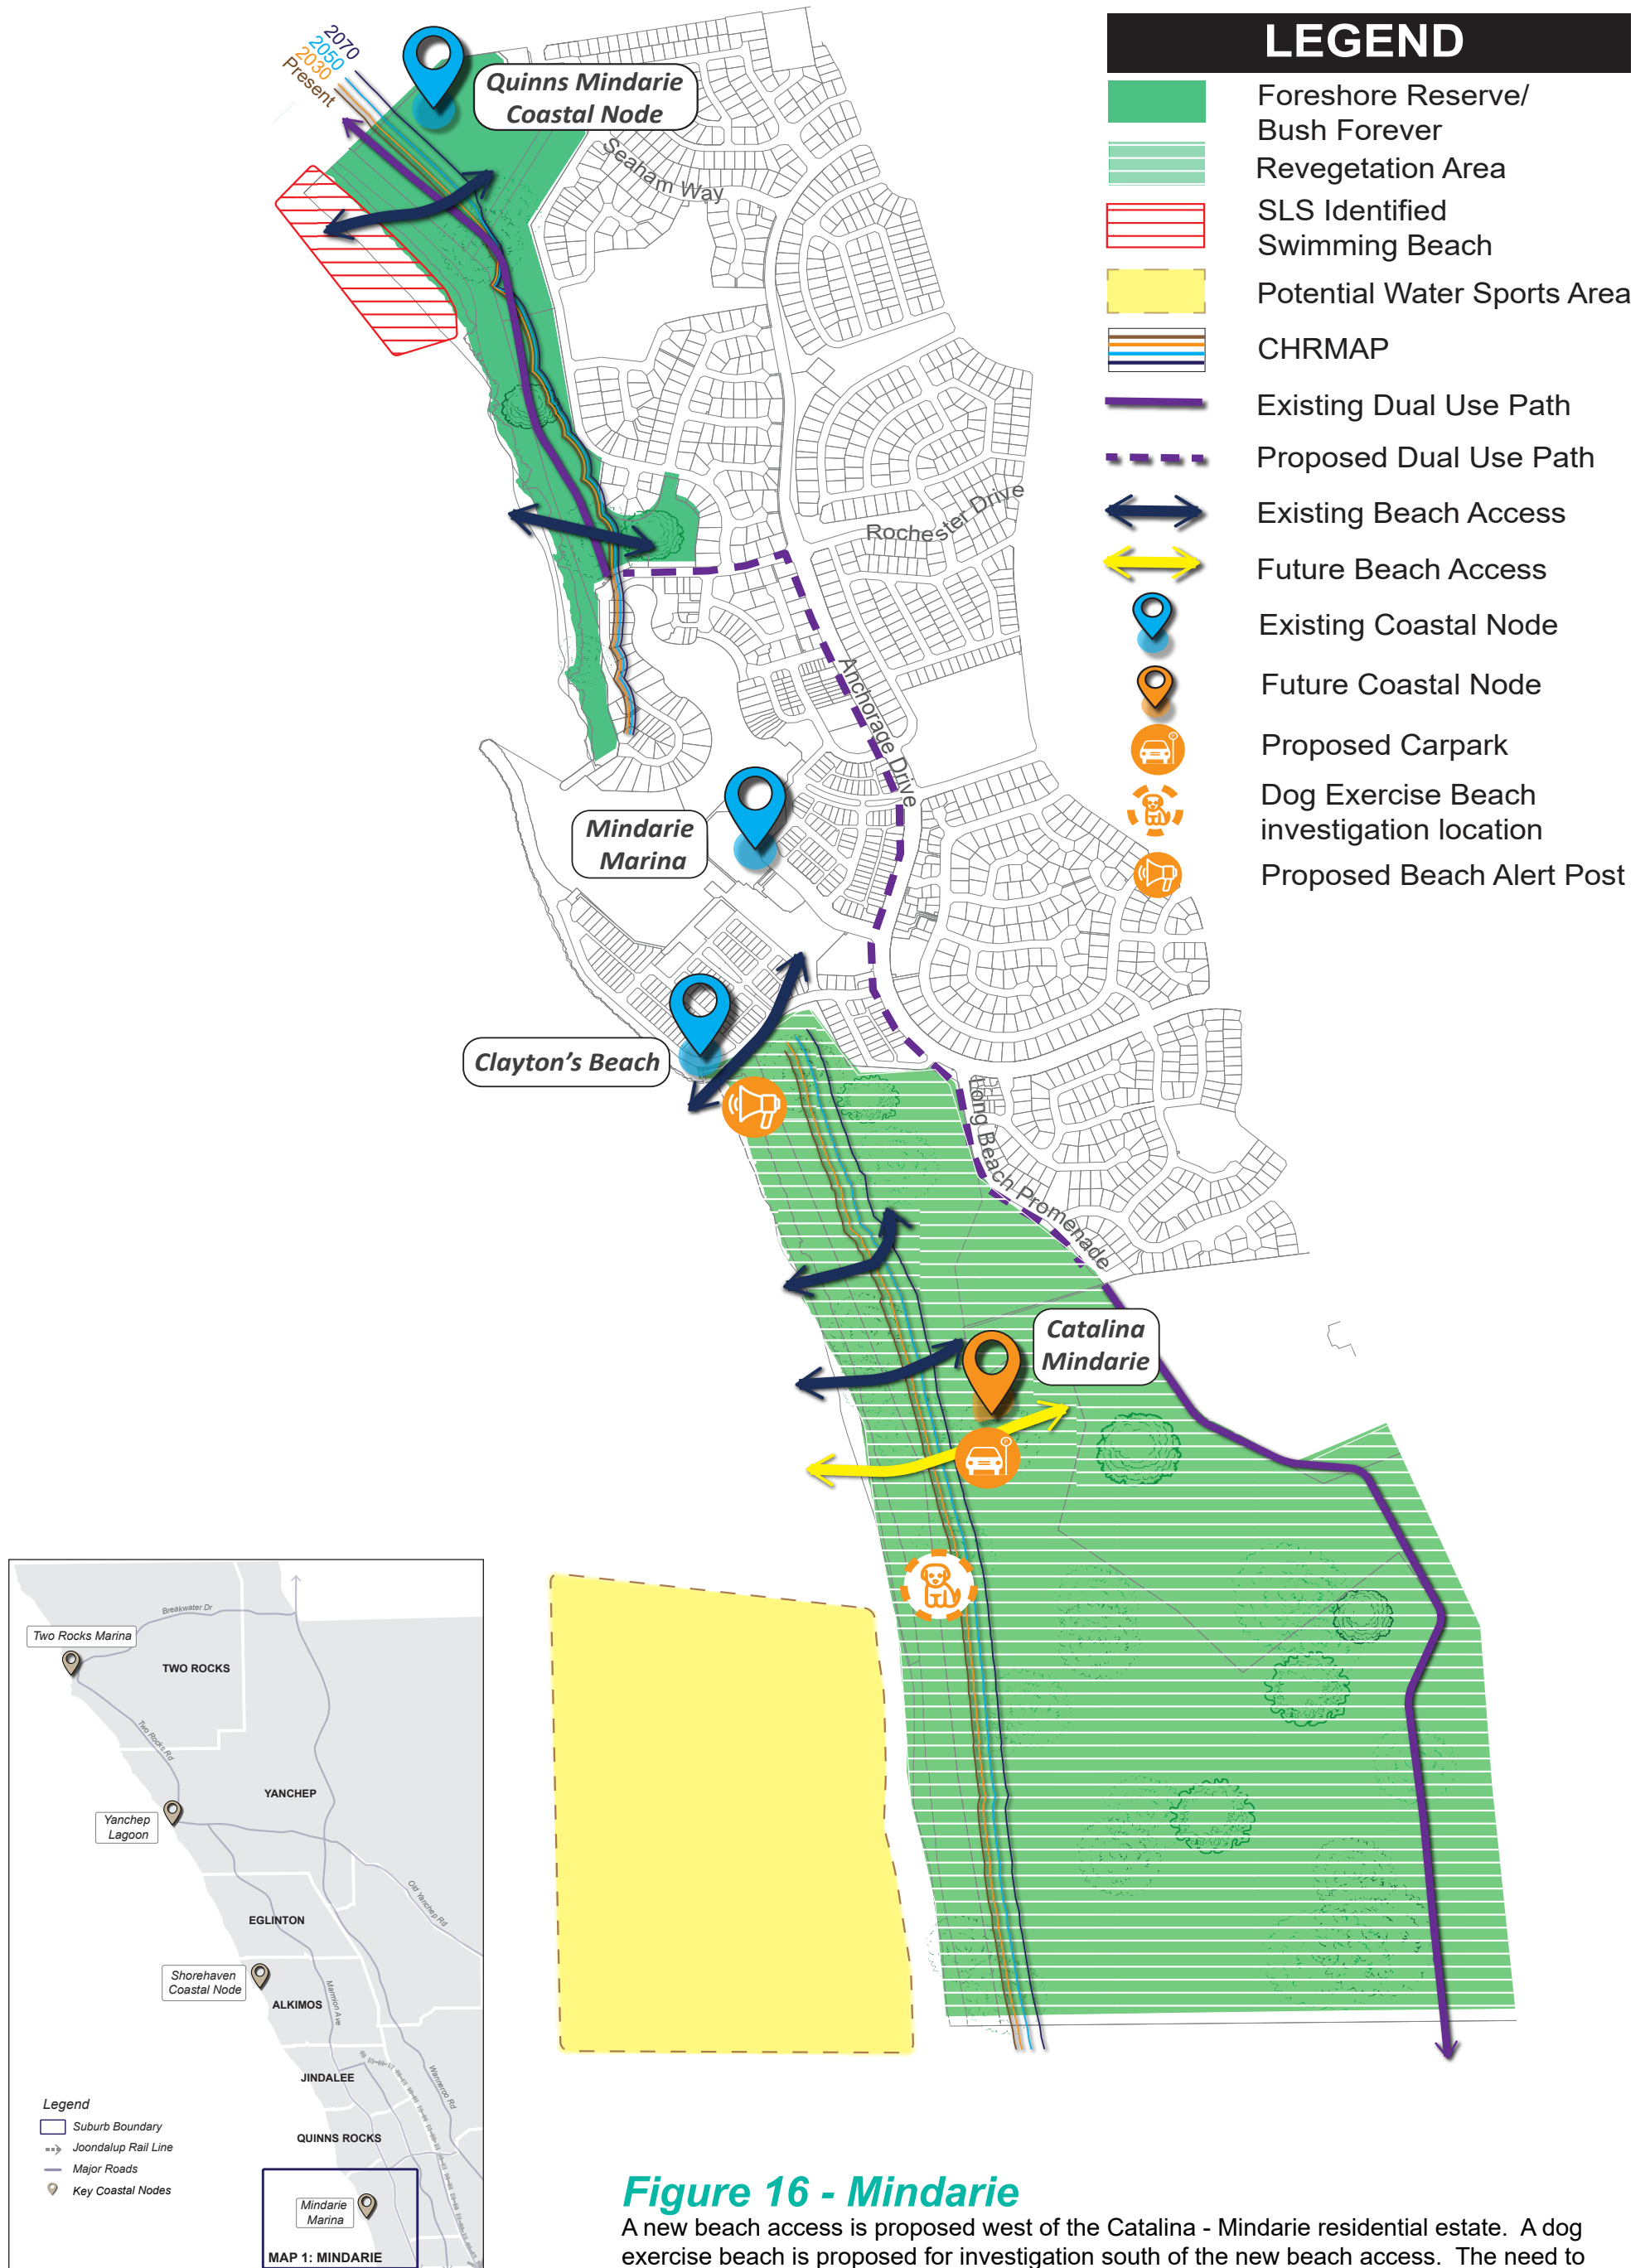 LEGEND
Foreshore Reserve/
Bush Forever
Revegetation Area
SLS Identified
Swimming Beach
Potential Water Sports Area
CHRMAP
Existing Dual Use Path
Proposed Dual Use Path
Existing Beach Access
Future Beach Access
Existing Coastal Node
Future Coastal Node
Proposed Carpark
Dog Exercise Beach
investigation location
Proposed Beach Alert Post
2070
2050
2030
Present
Quinns Mindarie
Coastal Node
Seaham Way
Rochester Drive
Anchorage Drive
Mindarie
Marina
Clayton's Beach
Long Beach Promenade
Catalina
Mindarie
Breakwater Dr
Two Rocks Marina
TWO ROCKS
Two Rocks Rd
YANCHEP
Yanchep
Lagoon
Old Yanchep Rd
EGLINTON
Shorehaven
Coastal Node
ALKIMOS
Marmion Ave
JINDALEE
Wanneroo Rd
QUINNS ROCKS
Legend
Suburb Boundary
Joondalup Rail Line
Major Roads
Key Coastal Nodes
Mindarie
Marina
MAP 1: MINDARIE
Figure 16 - Mindarie
A new beach access is proposed west of the Catalina - Mindarie residential estate. A dog
exercise beach is proposed for investigation south of the new beach access. The need to